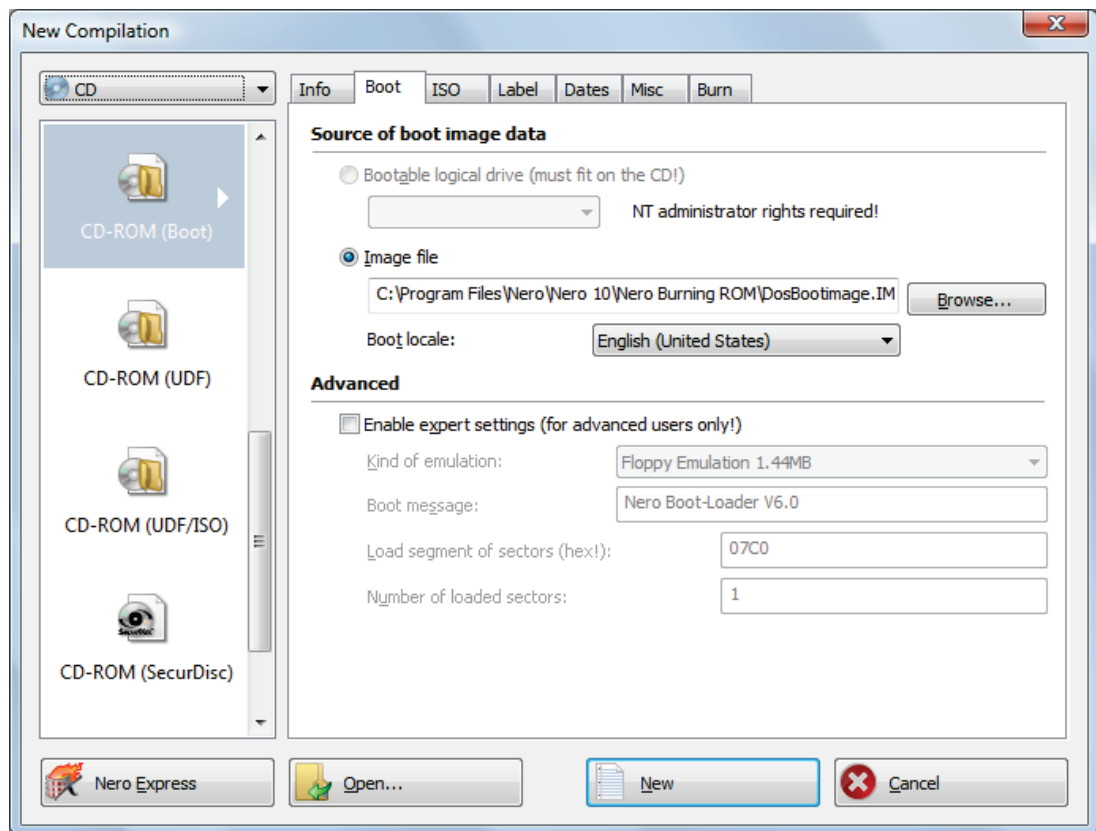 New Compilation
CD
Info Boot ISO Label Dates Misc Burn
CD-ROM (Boot)
CD-ROM (UDF)
CD-ROM (UDF/ISO)
SecurDisc
CD-ROM (SecurDisc)
Source of boot image data
Bootable logical drive (must fit on the CD!)
NT administrator rights required!
Image file
C:\Program Files\Nero\Nero 10\Nero Burning ROM\DosBootimage.IM
Browse...
Boot locale: English (United States)
Advanced
Enable expert settings (for advanced users only!)
Kind of emulation: Floppy Emulation 1.44MB
Boot message: Nero Boot-Loader V6.0
Load segment of sectors (hex!): 07C0
Number of loaded sectors: 1
Nero Express Open... New Cancel